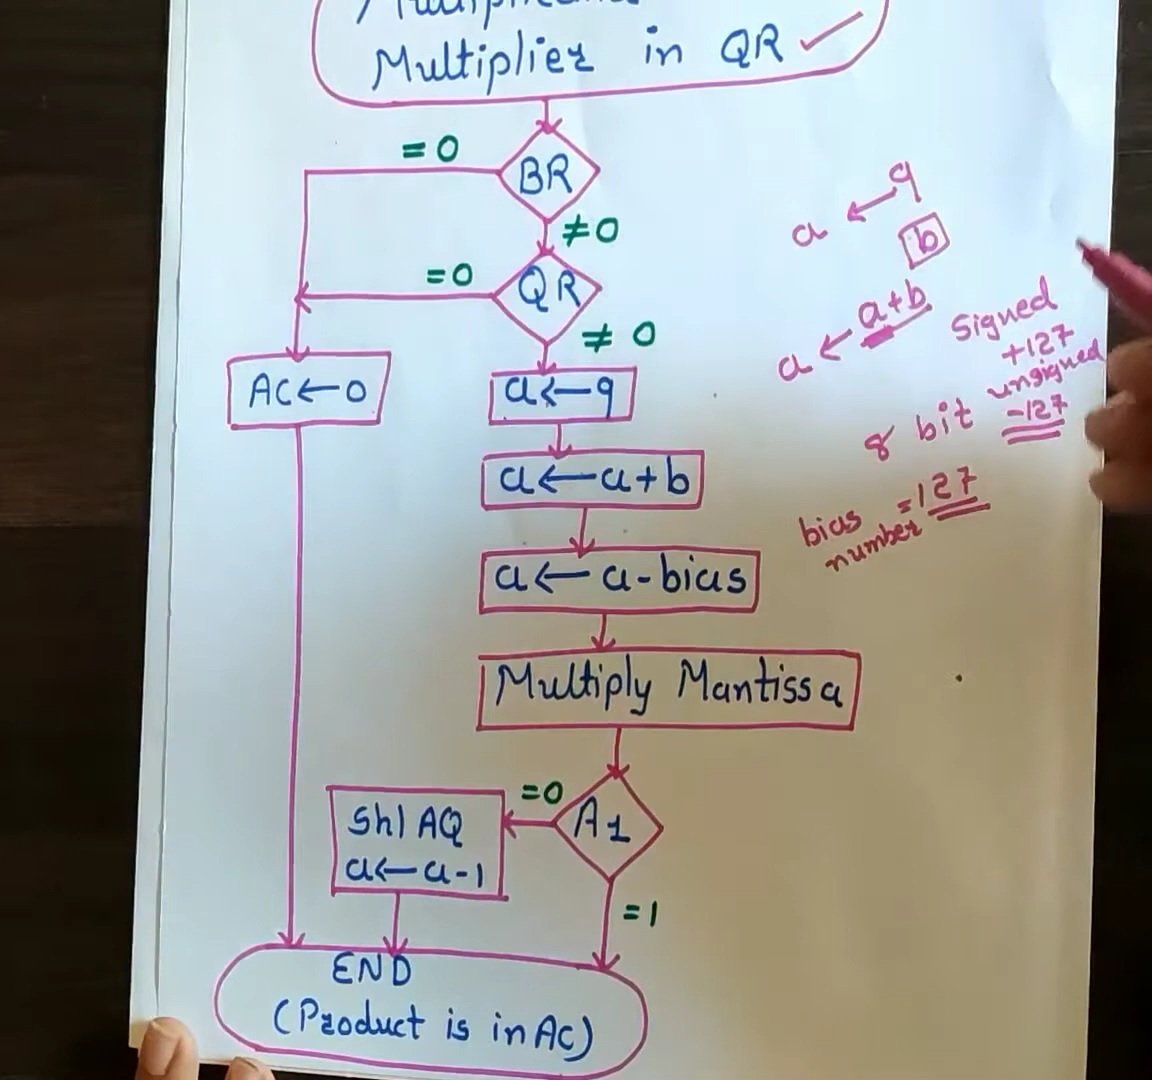 Multiplicand
Multiplier in QR ✓
= 0
BR
≠0
=0
QR
≠ 0
AC←0
a←q
a←a+b
a←a-bias
Multiply Mantissa
=0
A1
Shl AQ
a←a-1
=1
END
(Product is in AC)
a←q
b
a←a+b
Signed
+127
unsigned
-127
8 bit
bias =127
number